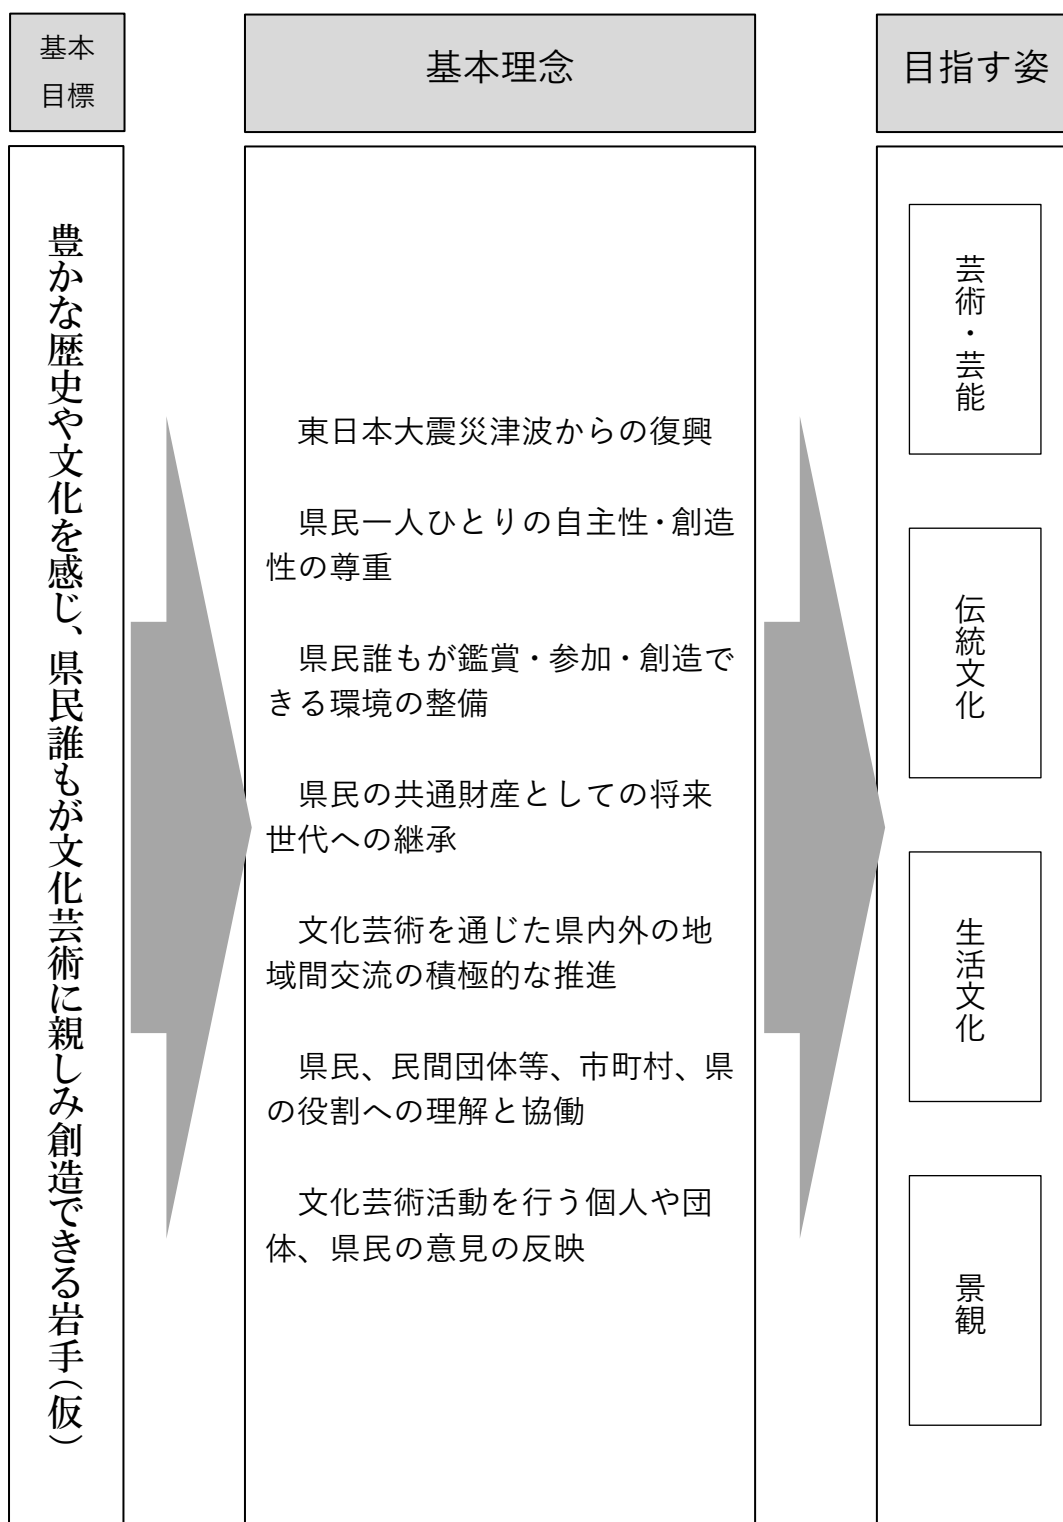 基本
目標
豊かな歴史や文化を感じ、県民誰もが文化芸術に親しみ創造できる岩手（仮）
基本理念
東日本大震災津波からの復興
県民一人ひとりの自主性・創造
性の尊重
県民誰もが鑑賞・参加・創造で
きる環境の整備
県民の共通財産としての将来
世代への継承
文化芸術を通じた県内外の地
域間交流の積極的な推進
県民、民間団体等、市町村、県
の役割への理解と協働
文化芸術活動を行う個人や団
体、県民の意見の反映
目指す姿
芸術・芸能
伝統文化
生活文化
景観